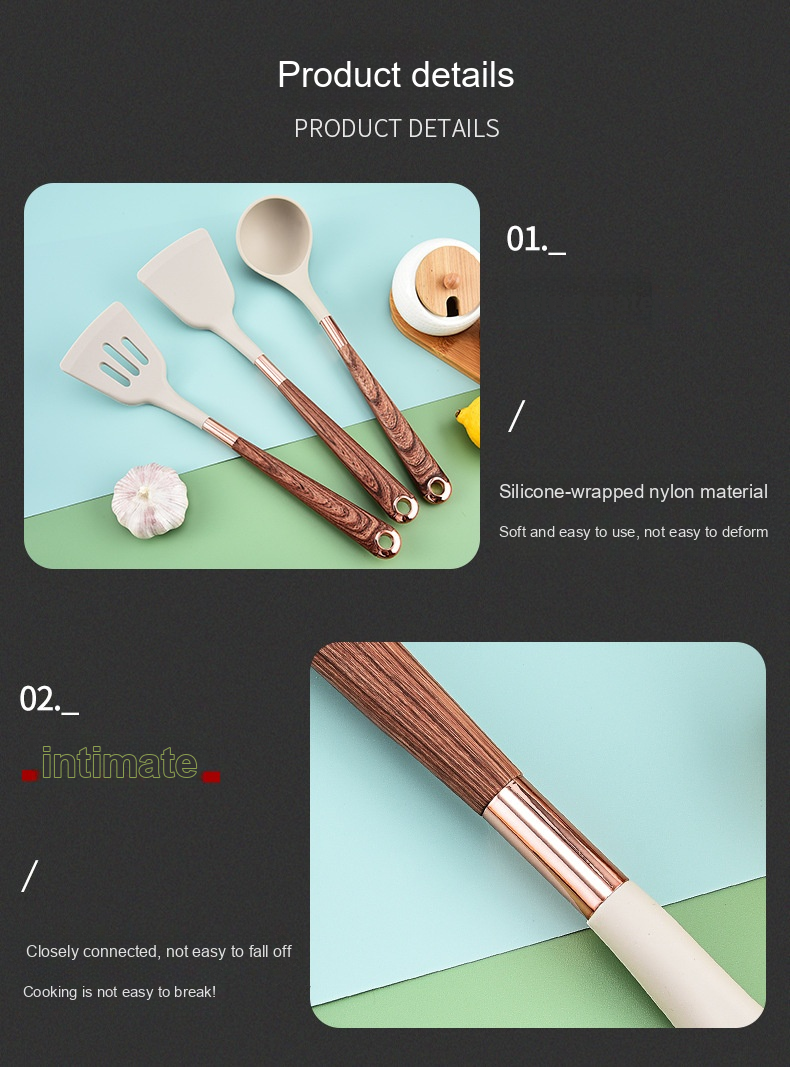 Product details
PRODUCT DETAILS
01._
/
Silicone-wrapped nylon material
Soft and easy to use, not easy to deform
02._
intimate
/
Closely connected, not easy to fall off
Cooking is not easy to break!